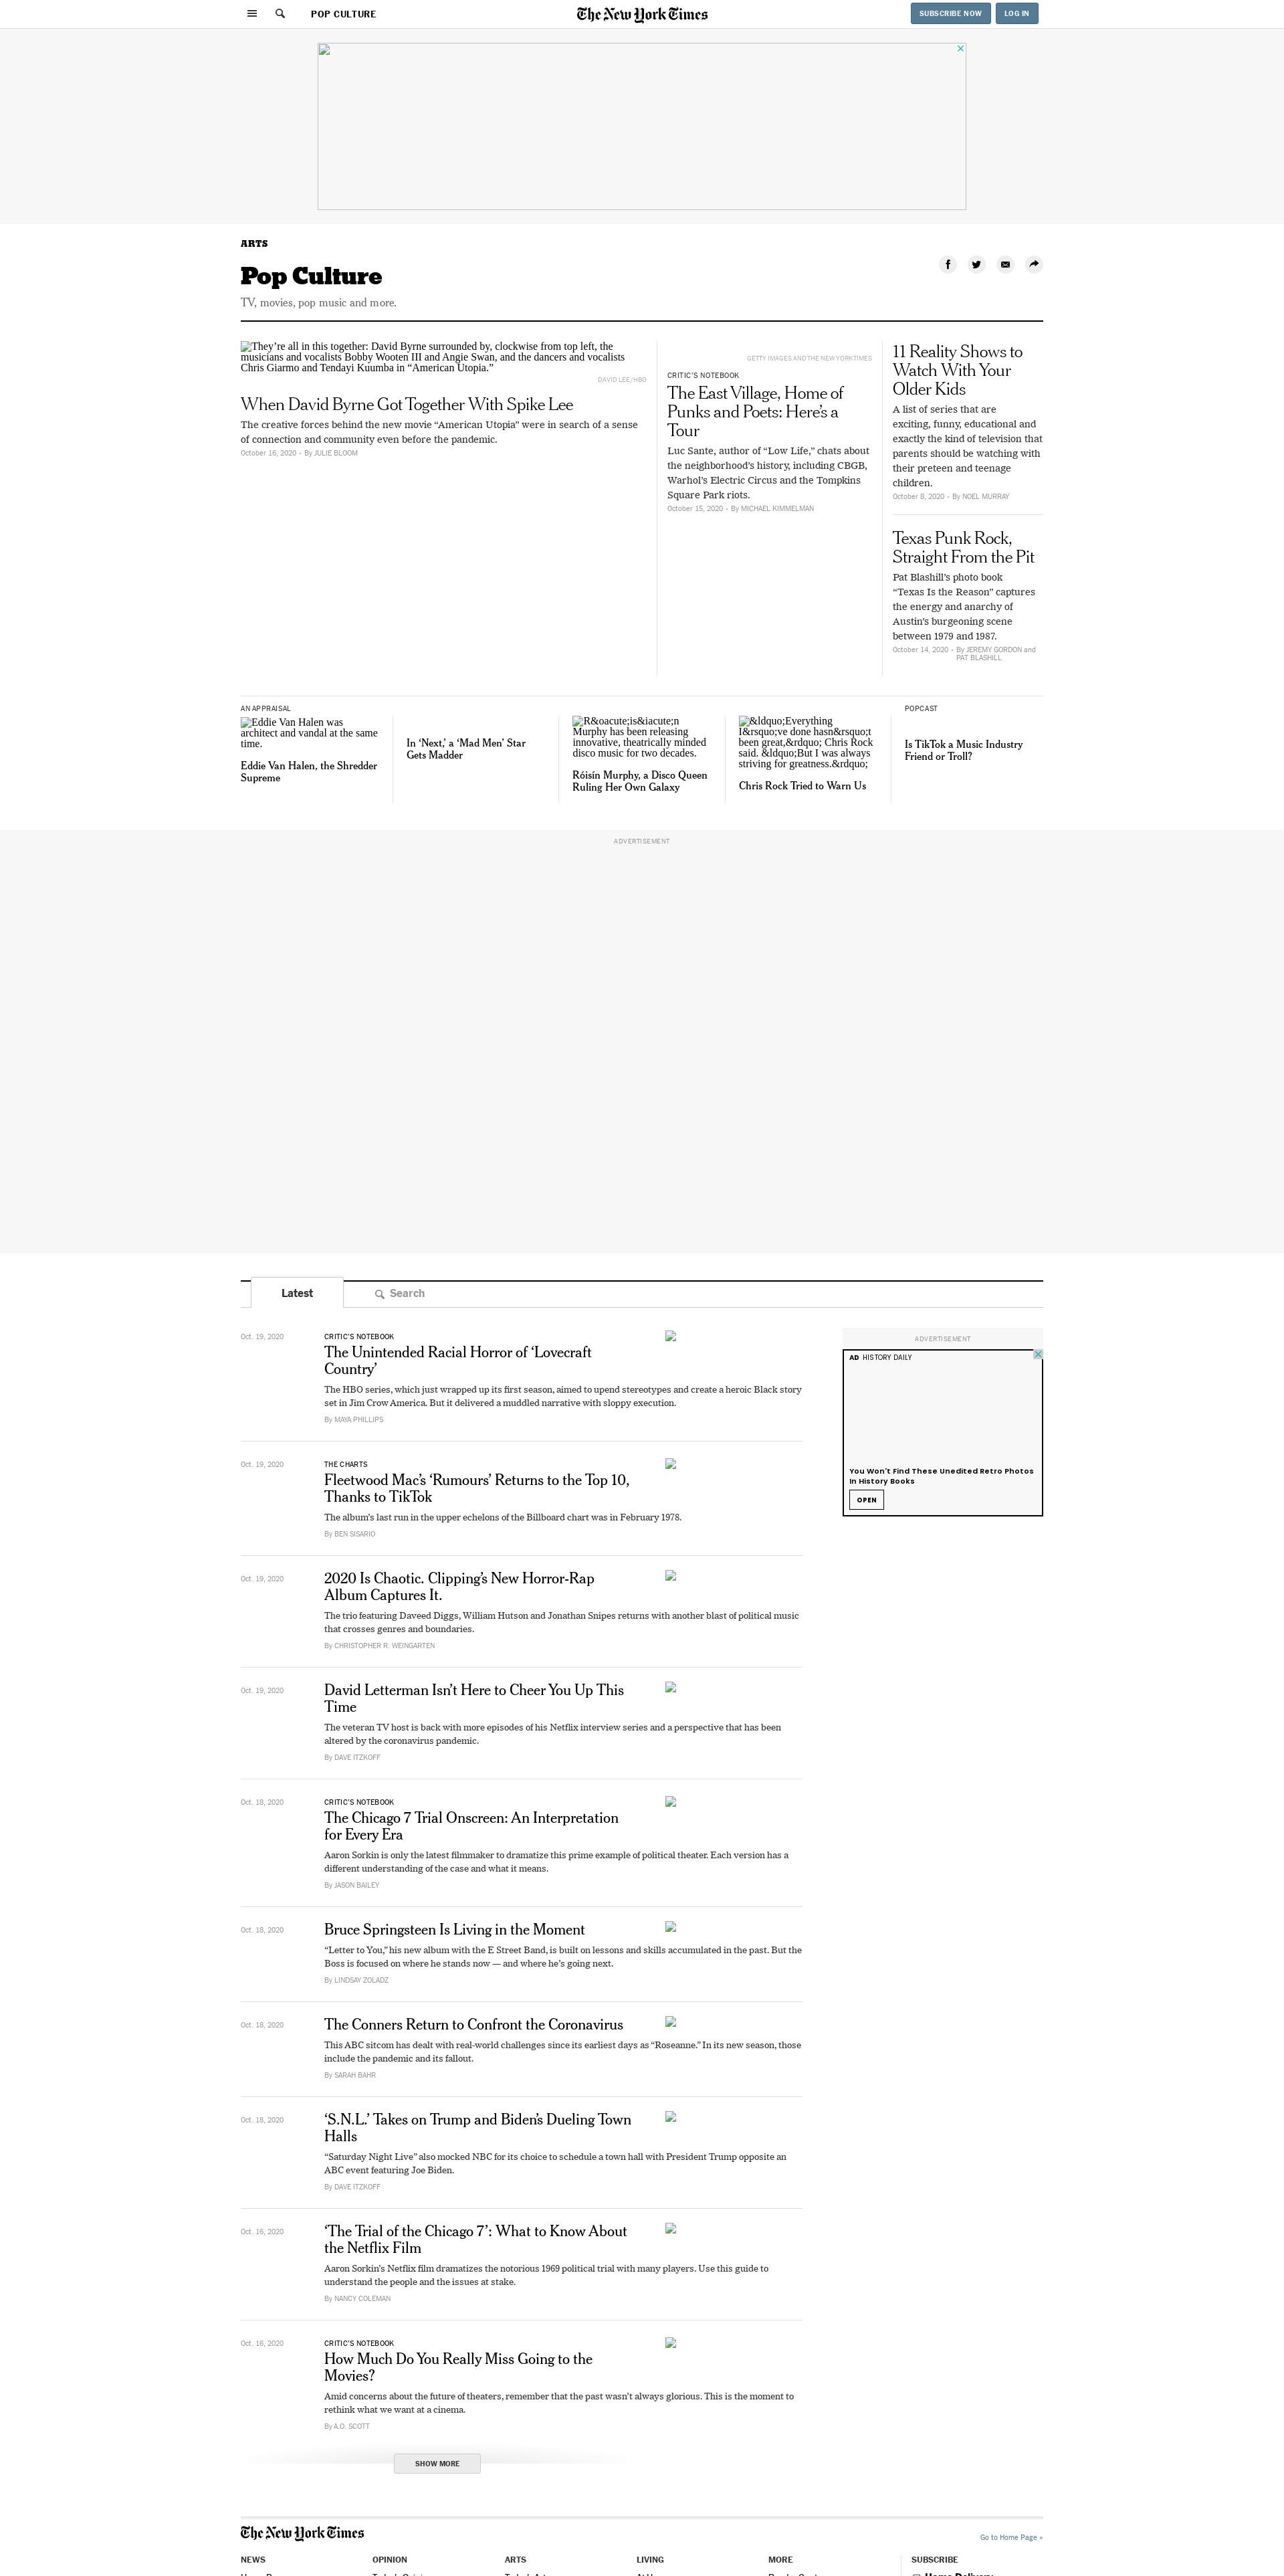 POP CULTURE
The New York Times
SUBSCRIBE NOW
LOG IN
ARTS
Pop Culture
TV, movies, pop music and more.
They’re all in this together: David Byrne surrounded by, clockwise from top left, the
musicians and vocalists Bobby Wooten III and Angie Swan, and the dancers and vocalists
Chris Giarmo and Tendayi Kuumba in “American Utopia.”
DAVID LEE/HBO
When David Byrne Got Together With Spike Lee
The creative forces behind the new movie “American Utopia” were in search of a sense
of connection and community even before the pandemic.
October 16, 2020 • By JULIE BLOOM
GETTY IMAGES AND THE NEW YORK TIMES
CRITIC’S NOTEBOOK
The East Village, Home of
Punks and Poets: Here’s a
Tour
Luc Sante, author of “Low Life,” chats about
the neighborhood’s history, including CBGB,
Warhol’s Electric Circus and the Tompkins
Square Park riots.
October 15, 2020 • By MICHAEL KIMMELMAN
11 Reality Shows to
Watch With Your
Older Kids
A list of series that are
exciting, funny, educational and
exactly the kind of television that
parents should be watching with
their preteen and teenage
children.
October 8, 2020 • By NOEL MURRAY
Texas Punk Rock,
Straight From the Pit
Pat Blashill’s photo book
“Texas Is the Reason” captures
the energy and anarchy of
Austin’s burgeoning scene
between 1979 and 1987.
October 14, 2020 • By JEREMY GORDON and
PAT BLASHILL
AN APPRAISAL
Eddie Van Halen was
architect and vandal at the same
time.
Eddie Van Halen, the Shredder
Supreme
In ‘Next,’ a ‘Mad Men’ Star
Gets Madder
R&oacute;is&iacute;n
Murphy has been releasing
innovative, theatrically minded
disco music for two decades.
Róisín Murphy, a Disco Queen
Ruling Her Own Galaxy
&ldquo;Everything
I&rsquo;ve done hasn&rsquo;t
been great,&rdquo; Chris Rock
said. &ldquo;But I was always
striving for greatness.&rdquo;
Chris Rock Tried to Warn Us
POPCAST
Is TikTok a Music Industry
Friend or Troll?
ADVERTISEMENT
Latest
Search
Oct. 19, 2020
CRITIC’S NOTEBOOK
The Unintended Racial Horror of ‘Lovecraft
Country’
The HBO series, which just wrapped up its first season, aimed to upend stereotypes and create a heroic Black story
set in Jim Crow America. But it delivered a muddled narrative with sloppy execution.
By MAYA PHILLIPS
ADVERTISEMENT
AD HISTORY DAILY
You Won't Find These Unedited Retro Photos
In History Books
OPEN
Oct. 19, 2020
THE CHARTS
Fleetwood Mac’s ‘Rumours’ Returns to the Top 10,
Thanks to TikTok
The album’s last run in the upper echelons of the Billboard chart was in February 1978.
By BEN SISARIO
Oct. 19, 2020
2020 Is Chaotic. Clipping’s New Horror-Rap
Album Captures It.
The trio featuring Daveed Diggs, William Hutson and Jonathan Snipes returns with another blast of political music
that crosses genres and boundaries.
By CHRISTOPHER R. WEINGARTEN
Oct. 19, 2020
David Letterman Isn’t Here to Cheer You Up This
Time
The veteran TV host is back with more episodes of his Netflix interview series and a perspective that has been
altered by the coronavirus pandemic.
By DAVE ITZKOFF
Oct. 18, 2020
CRITIC’S NOTEBOOK
The Chicago 7 Trial Onscreen: An Interpretation
for Every Era
Aaron Sorkin is only the latest filmmaker to dramatize this prime example of political theater. Each version has a
different understanding of the case and what it means.
By JASON BAILEY
Oct. 18, 2020
Bruce Springsteen Is Living in the Moment
“Letter to You,” his new album with the E Street Band, is built on lessons and skills accumulated in the past. But the
Boss is focused on where he stands now — and where he’s going next.
By LINDSAY ZOLADZ
Oct. 18, 2020
The Conners Return to Confront the Coronavirus
This ABC sitcom has dealt with real-world challenges since its earliest days as “Roseanne.” In its new season, those
include the pandemic and its fallout.
By SARAH BAHR
Oct. 18, 2020
‘S.N.L.’ Takes on Trump and Biden’s Dueling Town
Halls
“Saturday Night Live” also mocked NBC for its choice to schedule a town hall with President Trump opposite an
ABC event featuring Joe Biden.
By DAVE ITZKOFF
Oct. 16, 2020
‘The Trial of the Chicago 7’: What to Know About
the Netflix Film
Aaron Sorkin’s Netflix film dramatizes the notorious 1969 political trial with many players. Use this guide to
understand the people and the issues at stake.
By NANCY COLEMAN
Oct. 16, 2020
CRITIC’S NOTEBOOK
How Much Do You Really Miss Going to the
Movies?
Amid concerns about the future of theaters, remember that the past wasn’t always glorious. This is the moment to
rethink what we want at a cinema.
By A.O. SCOTT
SHOW MORE
The New York Times
Go to Home Page »
NEWS
OPINION
ARTS
LIVING
MORE
SUBSCRIBE